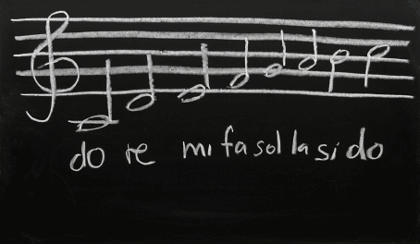 do re mi fa sol la si do